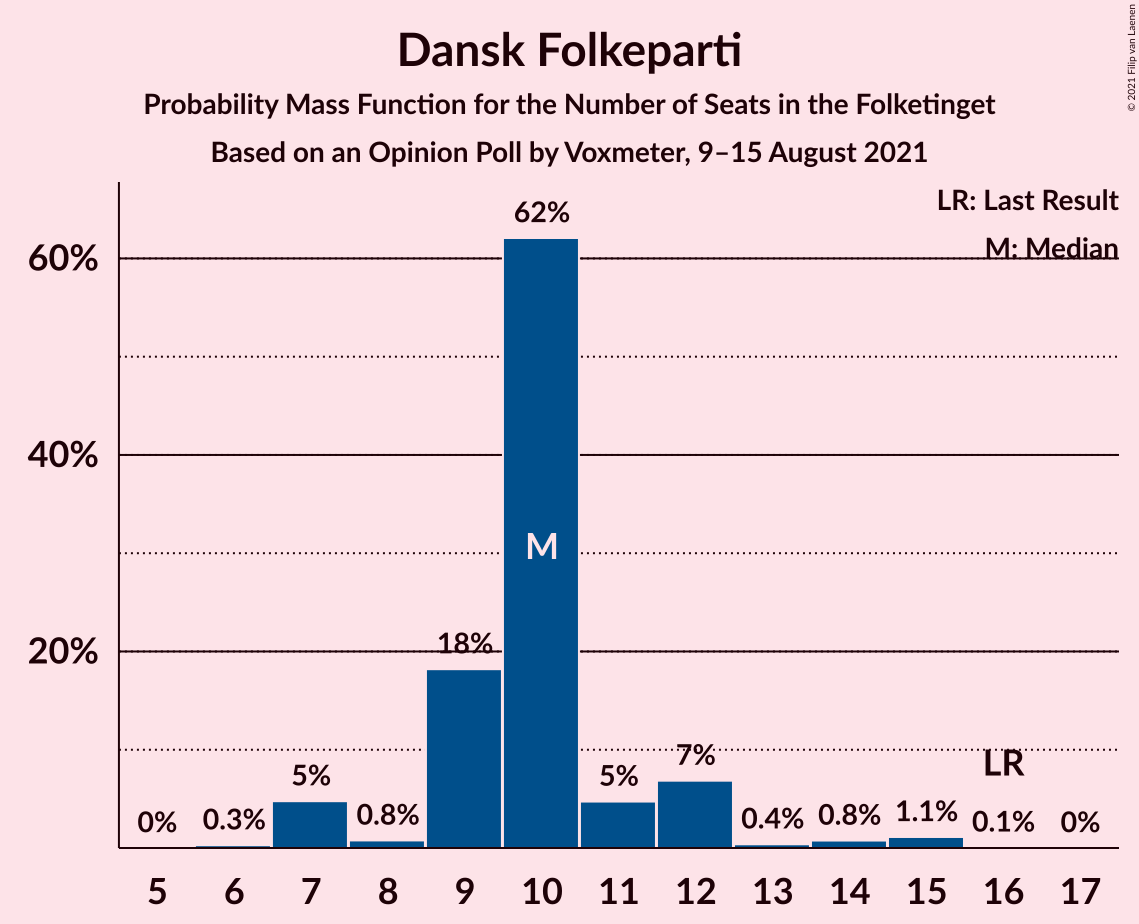 Dansk Folkeparti
Probability Mass Function for the Number of Seats in the Folketinget
Based on an Opinion Poll by Voxmeter, 9–15 August 2021
© 2021 Filip van Laenen
LR: Last Result
M: Median
60%
40%
20%
0%
0.3%
5%
0.8%
18%
62%
M
5%
7%
0.4%
0.8%
1.1%
LR
0.1%
0%
5 6 7 8 9 10 11 12 13 14 15 16 17